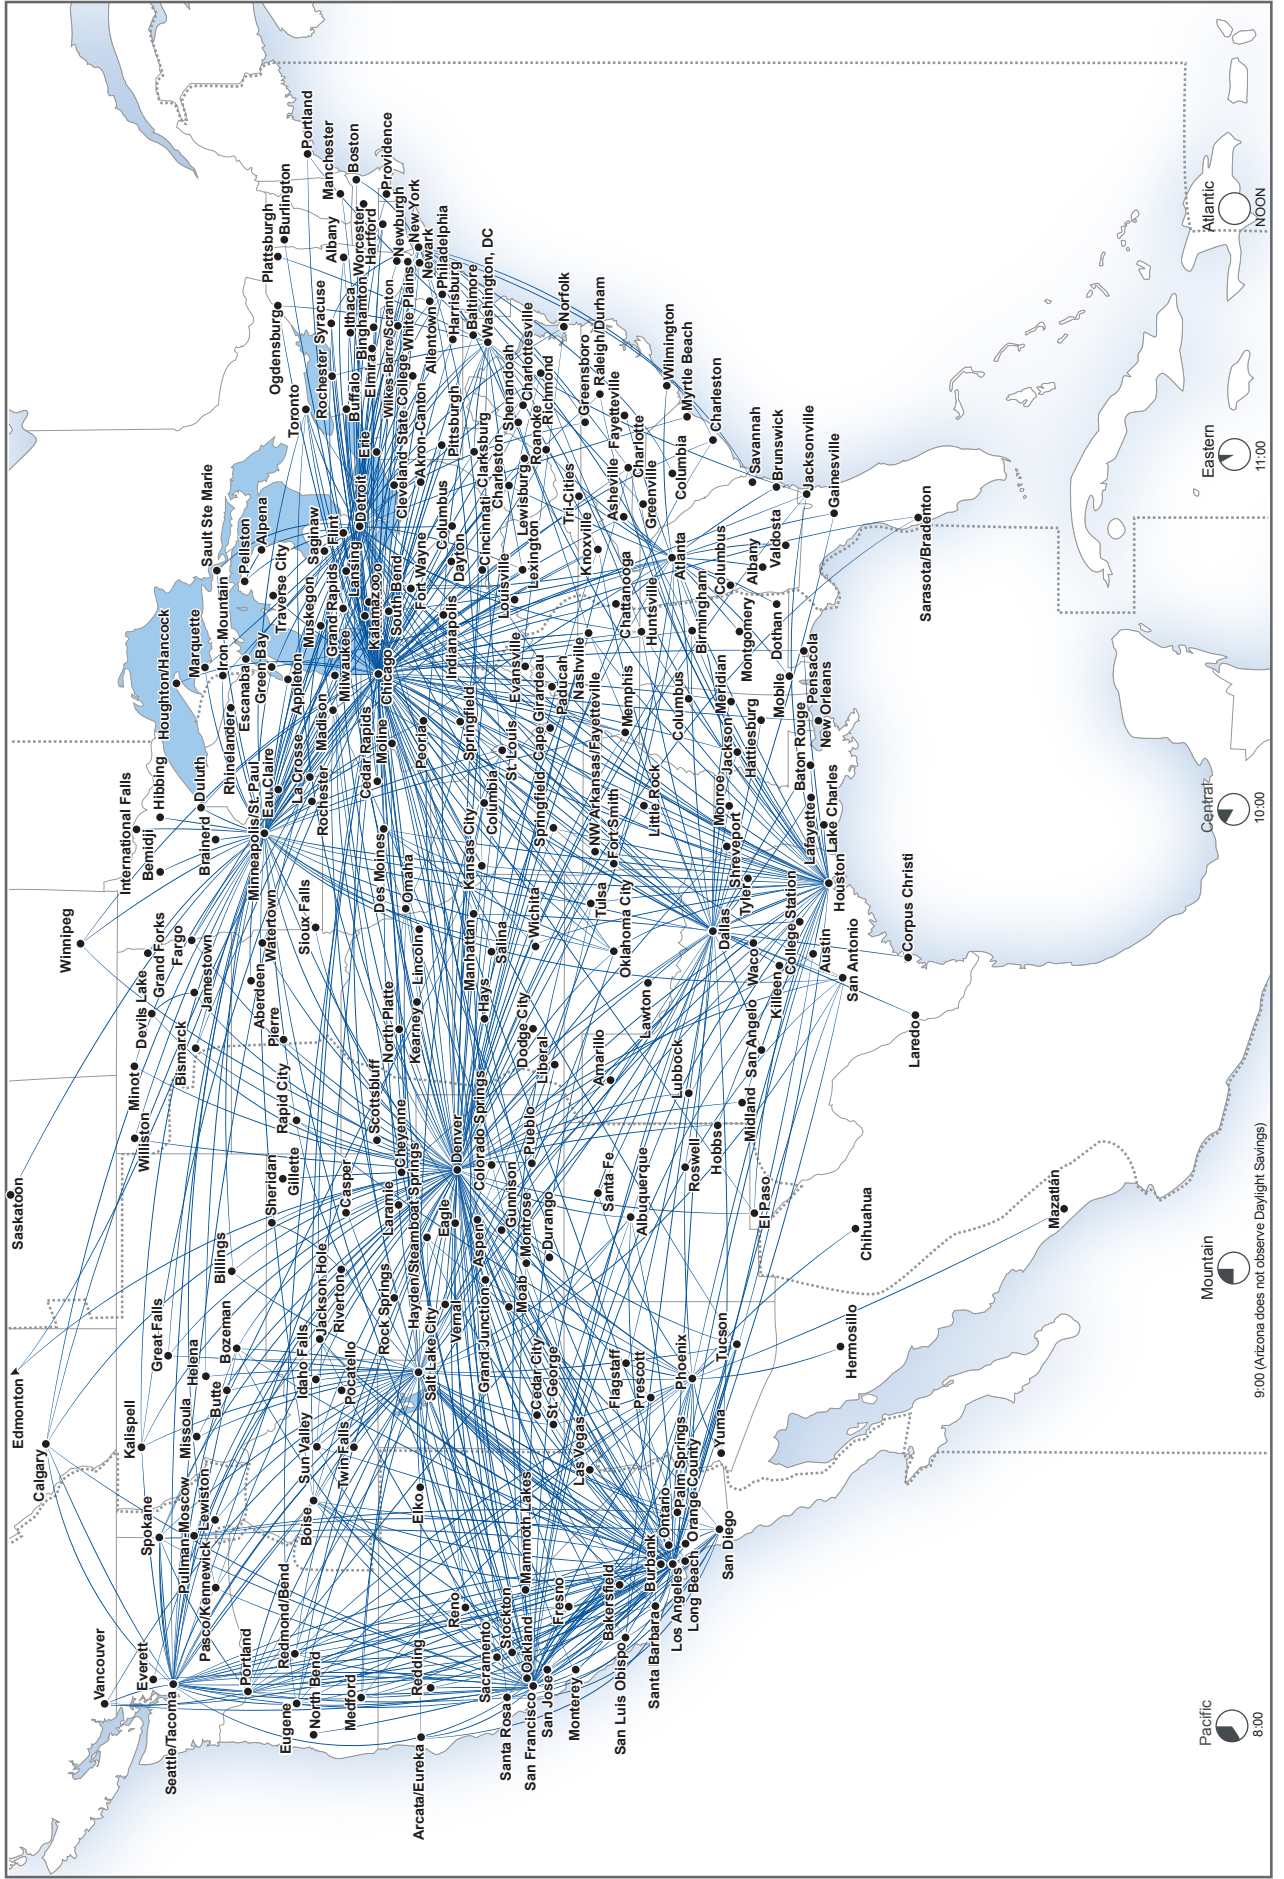 Vancouver
Everett
Seattle/Tacoma
Spokane
Pullman-Moscow
Lewiston
Pasco/Kennewick
Portland
Redmond/Bend
Eugene
North Bend
Medford
Redding
Arcata/Eureka
Santa Rosa
Sacramento
Stockton
Oakland
San Francisco
San Jose
Monterey
Fresno
Mammoth Lakes
Reno
Elko
San Luis Obispo
Bakersfield
Santa Barbara
Burbank
Los Angeles
Long Beach
Ontario
Palm Springs
Orange County
San Diego
Yuma
Las Vegas
Boise
Sun Valley
Twin Falls
Calgary
Edmonton
Saskatoon
Kalispell
Missoula
Great Falls
Helena
Butte
Bozeman
Billings
Idaho Falls
Pocatello
Jackson Hole
Riverton
Rock Springs
Salt Lake City
Vernal
Hayden/Steamboat Springs
Grand Junction
Moab
Cedar City
St. George
Flagstaff
Prescott
Phoenix
Tucson
Hermosillo
Chihuahua
Mazatlán
Sheridan
Gillette
Casper
Laramie
Cheyenne
Scottsbluff
Eagle
Aspen
Gunnison
Montrose
Durango
Denver
Colorado Springs
Pueblo
Santa Fe
Albuquerque
Roswell
Hobbs
El Paso
Midland
Lubbock
San Angelo
Amarillo
Liberal
Dodge City
Williston
Minot
Bismarck
Devils Lake
Grand Forks
Fargo
Jamestown
Winnipeg
Aberdeen
Watertown
Pierre
Rapid City
Sioux Falls
North Platte
Kearney
Lincoln
Omaha
Des Moines
Hays
Salina
Manhattan
Wichita
Kansas City
Oklahoma City
Lawton
Tulsa
Fort Smith
NW Arkansas/Fayetteville
Little Rock
Dallas
Waco
Killeen
College Station
Austin
San Antonio
Laredo
Corpus Christi
Houston
Tyler
Shreveport
Monroe
Lake Charles
Lafayette
Baton Rouge
New Orleans
Hattiesburg
Jackson
Meridian
Columbus
Memphis
International Falls
Bemidji
Hibbing
Brainerd
Duluth
Minneapolis/St. Paul
Eau Claire
La Crosse
Rochester
Madison
Rhinelander
Houghton/Hancock
Marquette
Iron Mountain
Escanaba
Green Bay
Appleton
Milwaukee
Cedar Rapids
Moline
Peoria
Springfield
Columbia
St. Louis
Springfield
Cape Girardeau
Paducah
Evansville
Nashville
Chicago
Sault Ste Marie
Pellston
Alpena
Traverse City
Saginaw
Flint
Muskegon
Grand Rapids
Lansing
Kalamazoo
South Bend
Detroit
Fort Wayne
Indianapolis
Louisville
Lexington
Cincinnati
Dayton
Columbus
Cleveland
Akron-Canton
Erie
Pittsburgh
Clarksburg
Charleston
Lewisburg
Roanoke
Shenandoah
Charlottesville
Richmond
Norfolk
Tri-Cities
Knoxville
Chattanooga
Huntsville
Birmingham
Montgomery
Dothan
Mobile
Pensacola
Atlanta
Columbus
Albany
Valdosta
Asheville
Greenville
Charlotte
Columbia
Fayetteville
Greensboro
Raleigh/Durham
Wilmington
Myrtle Beach
Charleston
Savannah
Brunswick
Jacksonville
Gainesville
Sarasota/Bradenton
Toronto
Ogdensburg
Plattsburgh
Burlington
Portland
Manchester
Boston
Providence
Worcester
Hartford
Albany
Syracuse
Rochester
Buffalo
Ithaca
Binghamton
Elmira
Wilkes-Barre/Scranton
State College
White Plains
Newburgh
New York
Newark
Allentown
Philadelphia
Harrisburg
Baltimore
Washington, DC
Pacific
8:00
Mountain
9:00 (Arizona does not observe Daylight Savings)
Central
10:00
Eastern
11:00
Atlantic
NOON